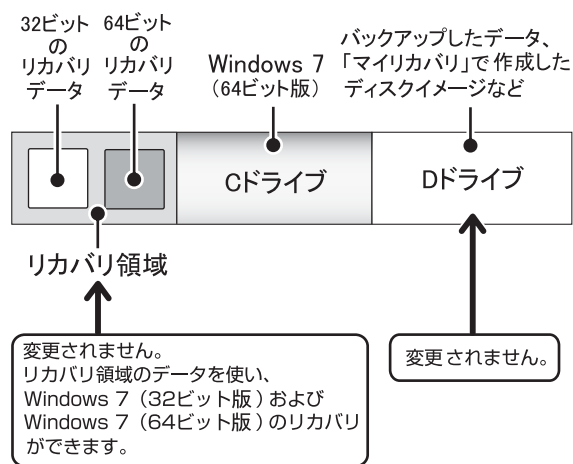 32ビット
の
リカバリ
データ
64ビット
の
リカバリ
データ
Windows 7
（64ビット版）
バックアップしたデータ、
「マイリカバリ」で作成した
ディスクイメージなど
Cドライブ
Dドライブ
リカバリ領域
変更されません。
リカバリ領域のデータを使い、
Windows 7（32ビット版）および
Windows 7（64ビット版）のリカバリ
ができます。
変更されません。